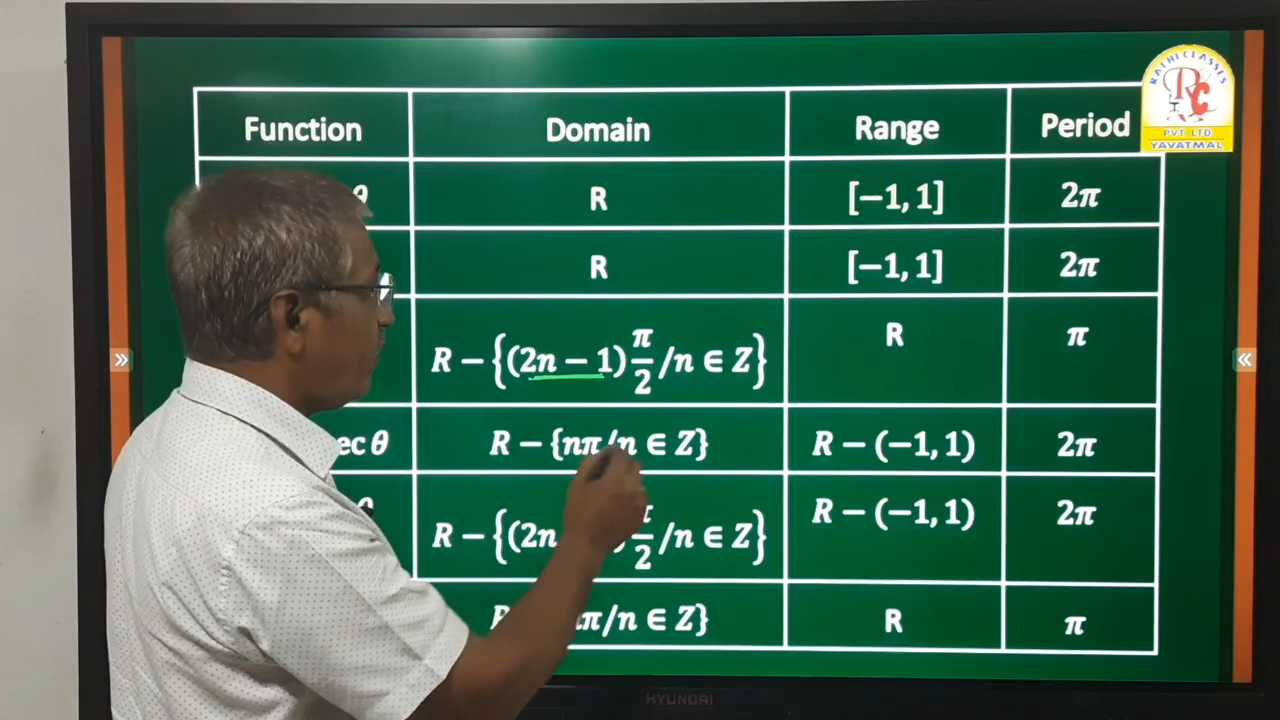 Function Domain Range Period
θ R [−1, 1] 2π
R [−1, 1] 2π
R − {(2n − 1) π/2 /n ∈ Z} R π
ec θ R − {nπ/n ∈ Z} R − (−1, 1) 2π
θ R − {(2n ) /2 /n ∈ Z} R − (−1, 1) 2π
π/n ∈ Z} R π
RATHI CLASSES
RC
PVT. LTD.
YAVATMAL
HYUNDAI